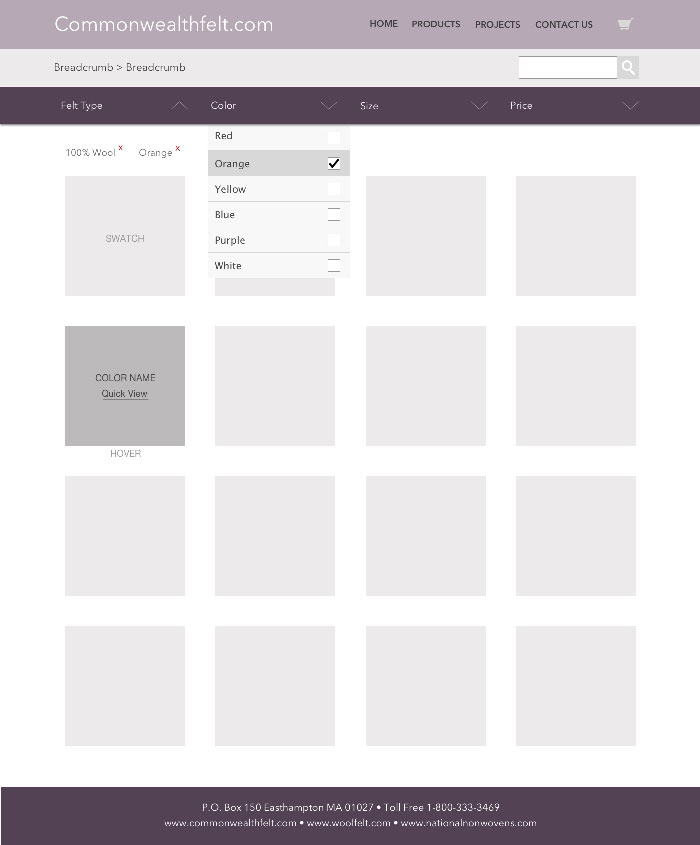 Commonwealthfelt.com
HOME PRODUCTS PROJECTS CONTACT US
Breadcrumb > Breadcrumb
Felt Type Color Size Price
100% Wool x Orange x
Red
Orange
Yellow
Blue
Purple
White
SWATCH
COLOR NAME
Quick View
HOVER
P.O. Box 150 Easthampton MA 01027 • Toll Free 1-800-333-3469
www.commonwealthfelt.com • www.woolfelt.com • www.nationalnonwovens.com